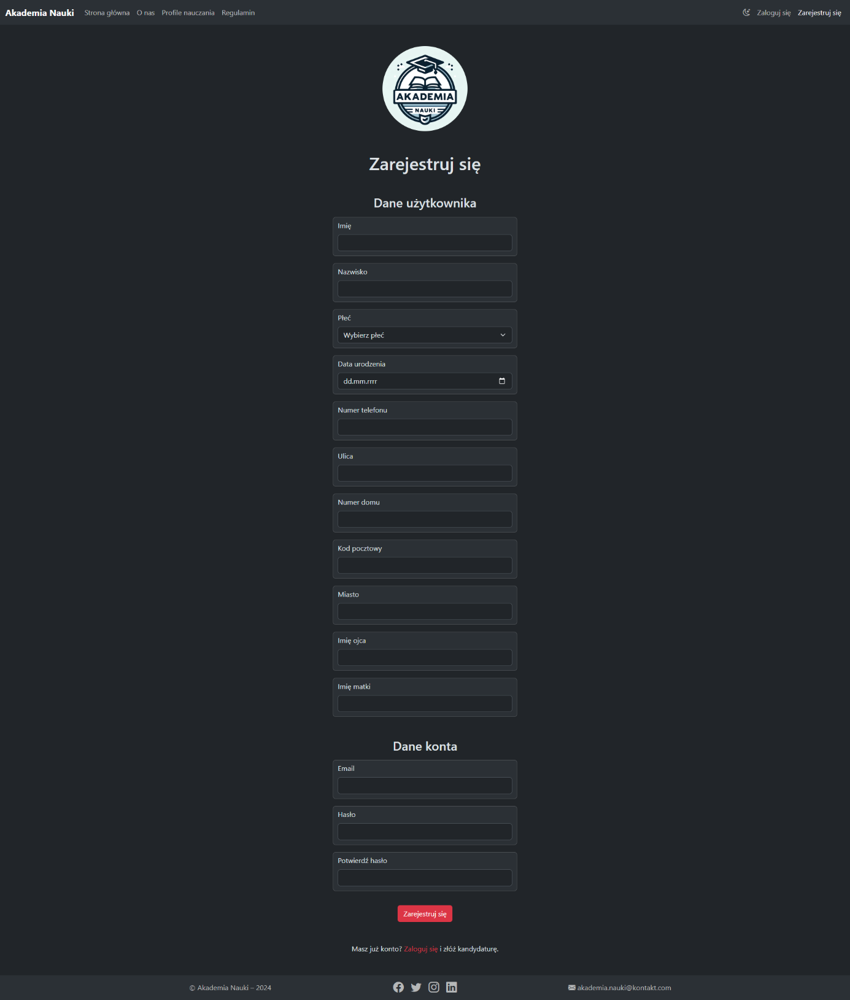 Akademia Nauki Strona główna O nas Profile nauczania Regulamin Zaloguj się Zarejestruj się
AKADEMIA
NAUKI
Zarejestruj się
Dane użytkownika
Imię
Nazwisko
Płeć
Wybierz płeć
Data urodzenia
dd.mm.rrrr
Numer telefonu
Ulica
Numer domu
Kod pocztowy
Miasto
Imię ojca
Imię matki
Dane konta
Email
Hasło
Potwierdź hasło
Zarejestruj się
Masz już konto? Zaloguj się i złóż kandydaturę.
© Akademia Nauki – 2024 akademia.nauki@kontakt.com